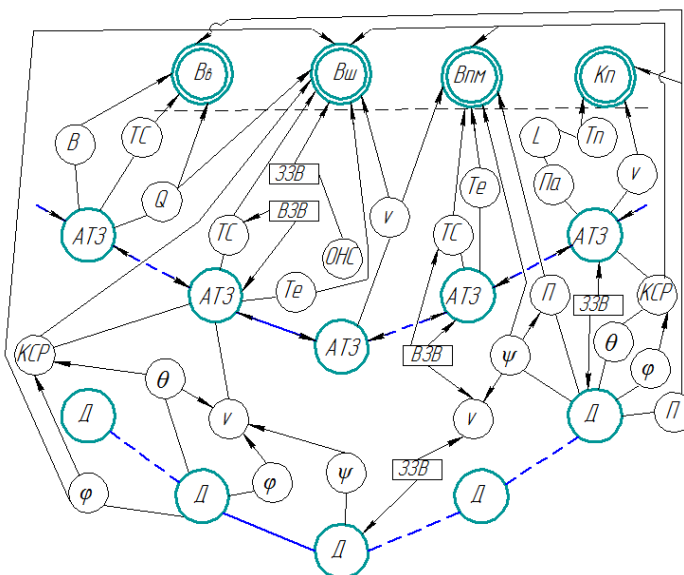 Вв Вш Впм Кп
В ТС L Тп
ЗЗВ v
Q Те Па
ВЗВ v
АТЗ ТС ОНС ТС АТЗ
АТЗ Те АТЗ П ЗЗВ КСР
КСР АТЗ ВЗВ ψ θ φ
θ
Д v v Д П
φ Д φ ψ ЗЗВ Д
Д